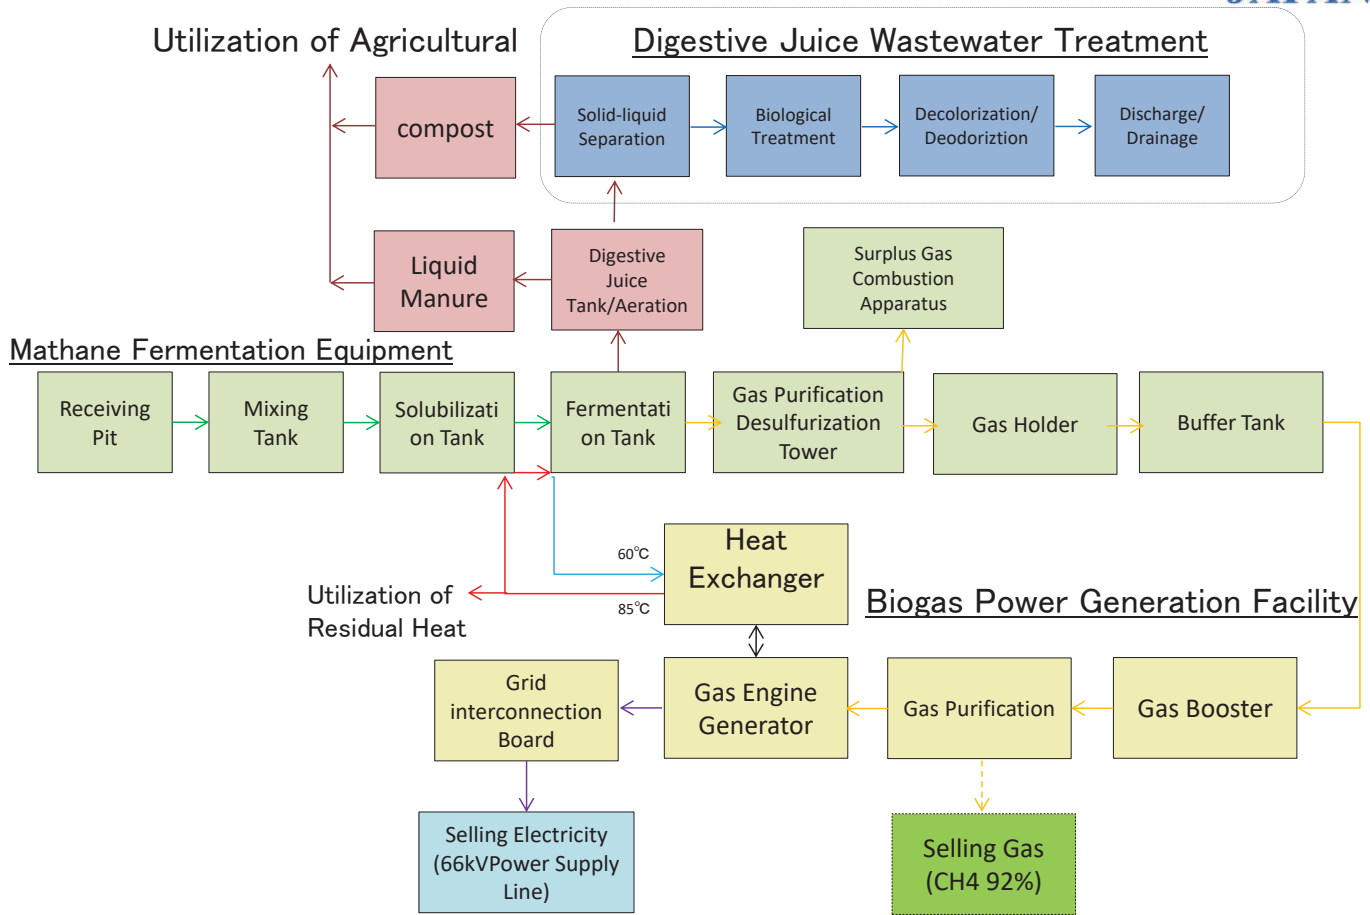 Utilization of Agricultural
Digestive Juice Wastewater Treatment
compost
Solid-liquid
Separation
Biological
Treatment
Decolorization/
Deodoriztion
Discharge/
Drainage
Liquid
Manure
Digestive
Juice
Tank/Aeration
Surplus Gas
Combustion
Apparatus
Mathane Fermentation Equipment
Receiving
Pit
Mixing
Tank
Solubilizati
on Tank
Fermentati
on Tank
Gas Purification
Desulfurization
Tower
Gas Holder
Buffer Tank
60℃
85℃
Heat
Exchanger
Utilization of
Residual Heat
Biogas Power Generation Facility
Grid
interconnection
Board
Gas Engine
Generator
Gas Purification
Gas Booster
Selling Electricity
(66kVPower Supply
Line)
Selling Gas
(CH4 92%)